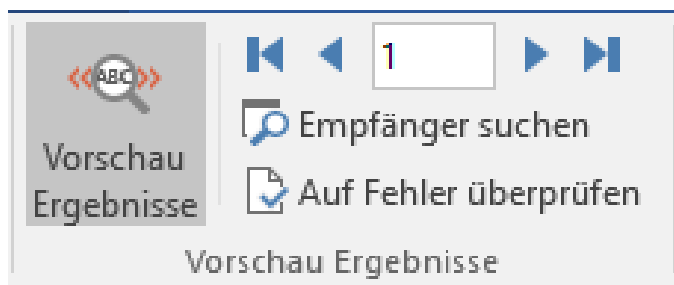 ABC
Vorschau
Ergebnisse
1
Empfänger suchen
Auf Fehler überprüfen
Vorschau Ergebnisse